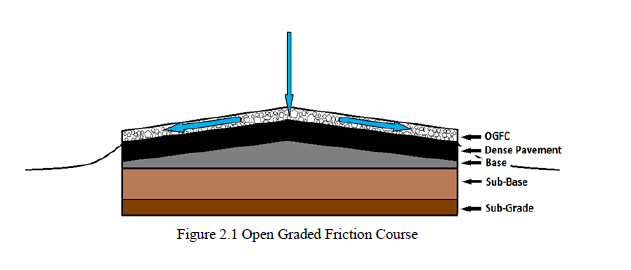 OGFC
Dense Pavement
Base
Sub-Base
Sub-Grade
Figure 2.1 Open Graded Friction Course